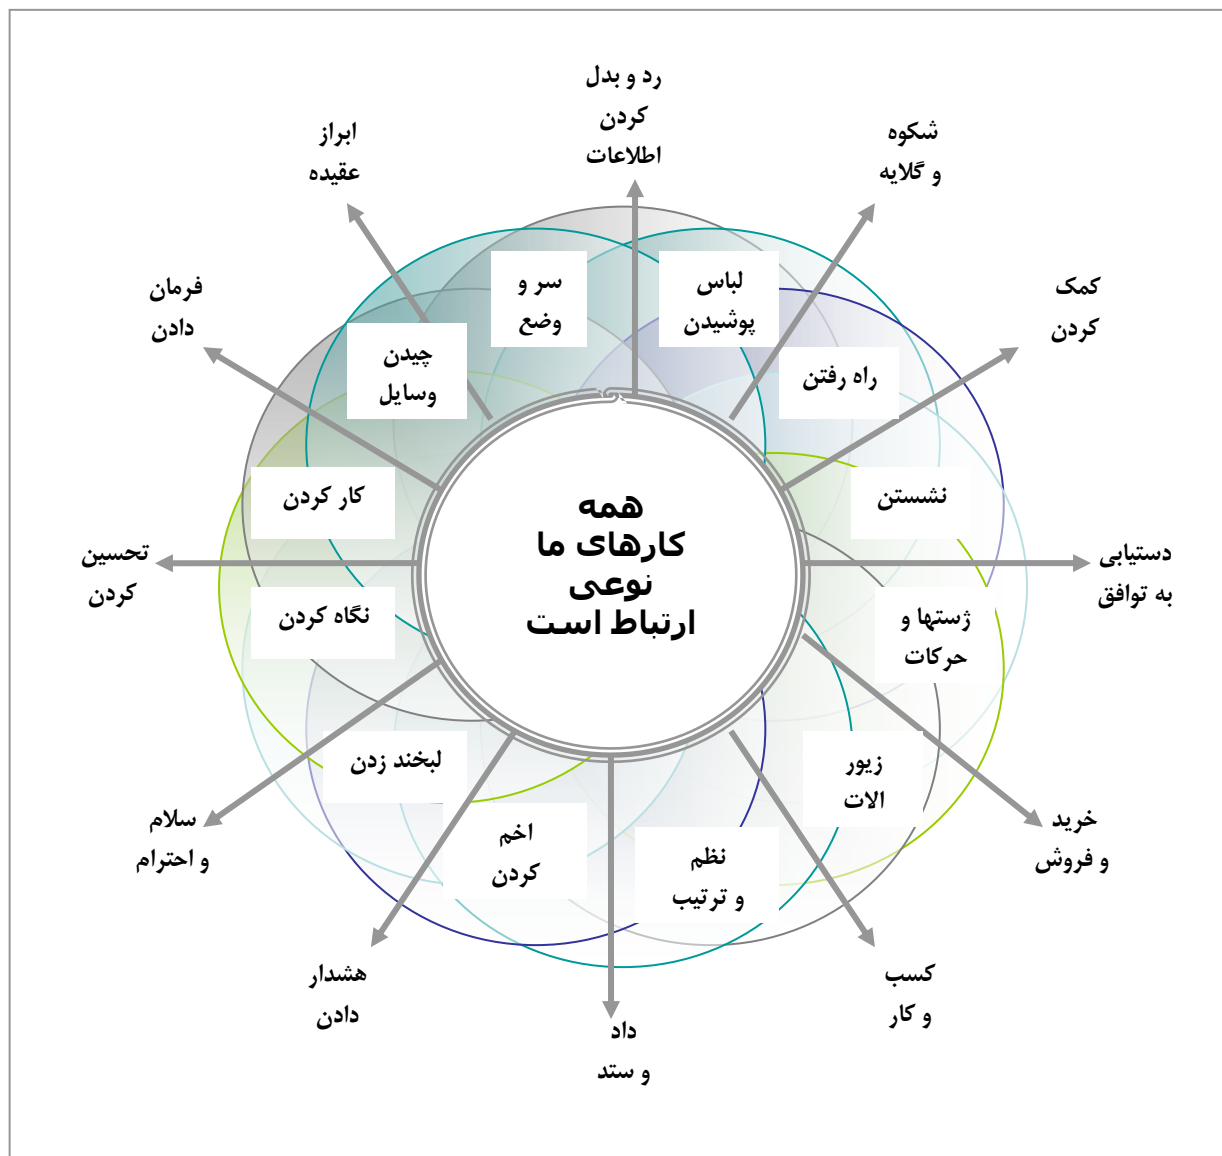 رد و بدل
کردن
اطلاعات
شکوه
و گلایه
کمک
کردن
دستیابی
به توافق
خرید
و فروش
کسب
و کار
داد
و ستد
هشدار
دادن
سلام
و احترام
تحسین
کردن
فرمان
دادن
ابراز
عقیده
لباس
پوشیدن
راه رفتن
نشستن
ژستها و
حرکات
زیور
الات
نظم
و ترتیب
اخم
کردن
لبخند زدن
نگاه کردن
کار کردن
چیدن
وسایل
سر و
وضع
همه
کارهای ما
نوعی
ارتباط است